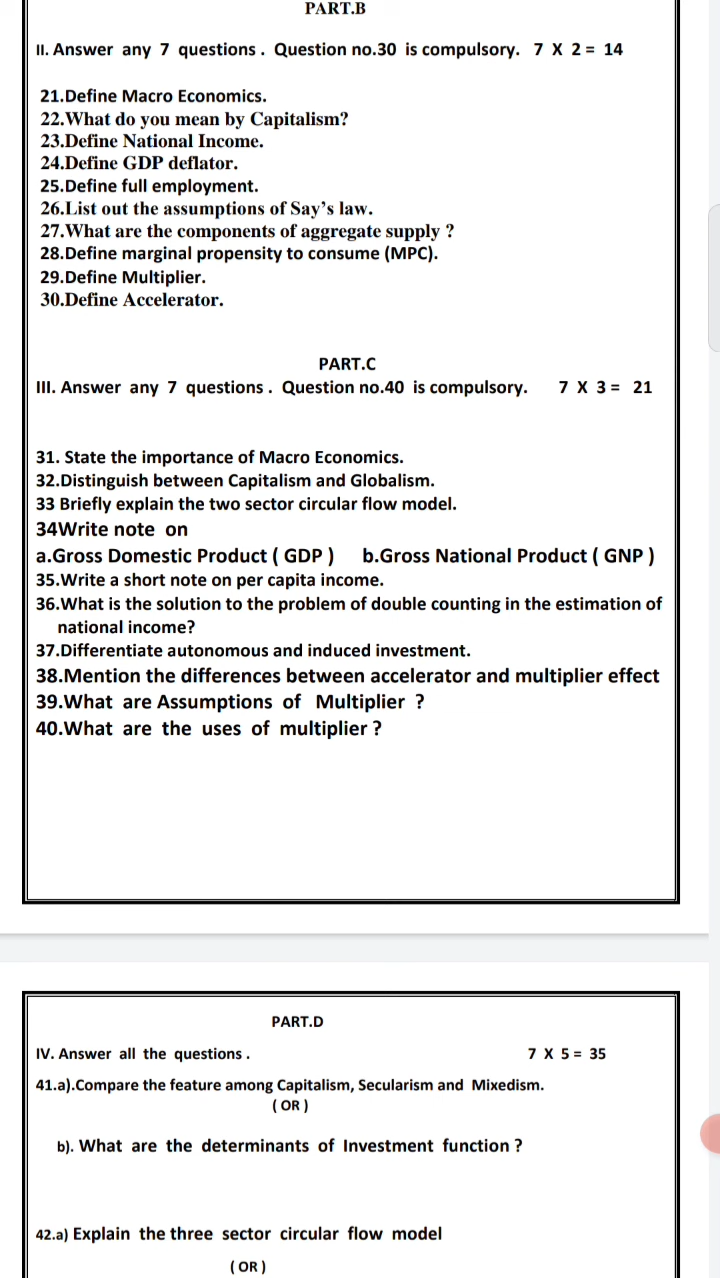 PART.B
II. Answer any 7 questions . Question no.30 is compulsory. 7 X 2 = 14
21.Define Macro Economics.
22.What do you mean by Capitalism?
23.Define National Income.
24.Define GDP deflator.
25.Define full employment.
26.List out the assumptions of Say’s law.
27.What are the components of aggregate supply ?
28.Define marginal propensity to consume (MPC).
29.Define Multiplier.
30.Define Accelerator.
PART.C
III. Answer any 7 questions . Question no.40 is compulsory. 7 X 3 = 21
31. State the importance of Macro Economics.
32.Distinguish between Capitalism and Globalism.
33 Briefly explain the two sector circular flow model.
34Write note on
a.Gross Domestic Product ( GDP ) b.Gross National Product ( GNP )
35.Write a short note on per capita income.
36.What is the solution to the problem of double counting in the estimation of
national income?
37.Differentiate autonomous and induced investment.
38.Mention the differences between accelerator and multiplier effect
39.What are Assumptions of Multiplier ?
40.What are the uses of multiplier ?
PART.D
IV. Answer all the questions . 7 X 5 = 35
41.a).Compare the feature among Capitalism, Secularism and Mixedism.
( OR )
b). What are the determinants of Investment function ?
42.a) Explain the three sector circular flow model
( OR )